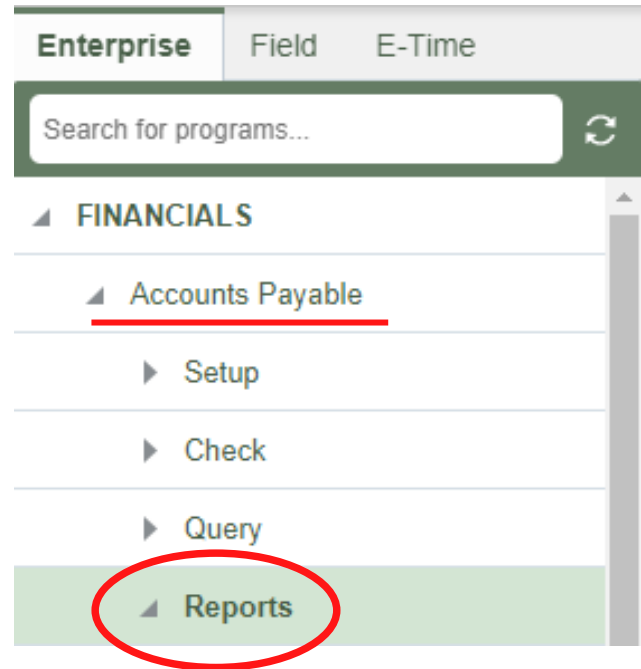 Enterprise Field E-Time
Search for programs...
FINANCIALS
Accounts Payable
Setup
Check
Query
Reports